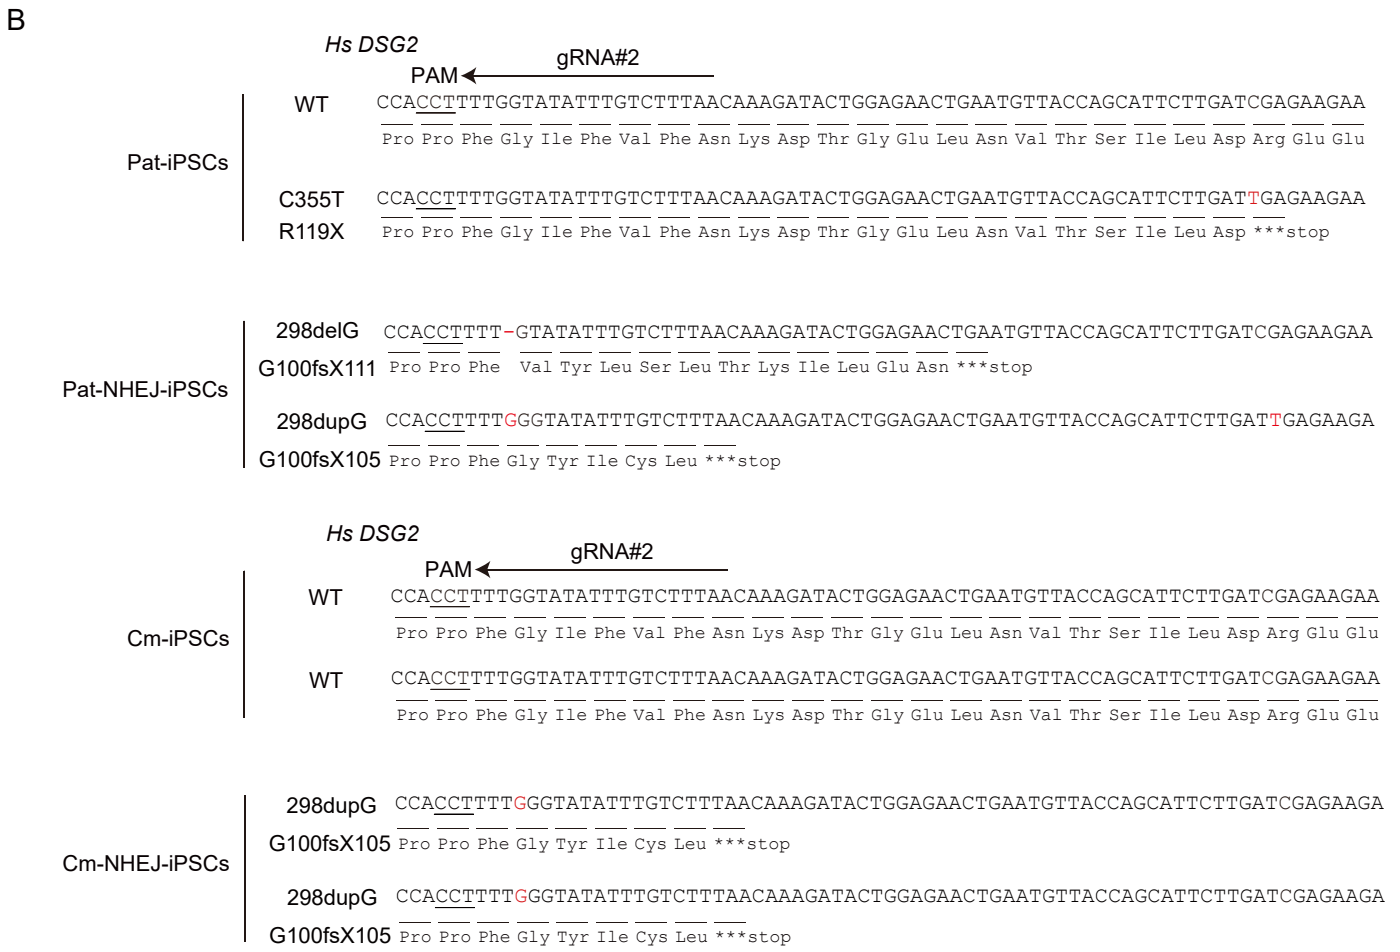 B
Hs DSG2
gRNA#2
PAM
WT CCACCTTTTGGTATATTTGTCTTTAACAAAGATACTGGAGAACTGAATGTTACCAGCATTCTTGATCGAGAAGAA
Pro Pro Phe Gly Ile Phe Val Phe Asn Lys Asp Thr Gly Glu Leu Asn Val Thr Ser Ile Leu Asp Arg Glu Glu
Pat-iPSCs
C355T CCACCTTTTGGTATATTTGTCTTTAACAAAGATACTGGAGAACTGAATGTTACCAGCATTCTTGATTGAGAAGAA
R119X Pro Pro Phe Gly Ile Phe Val Phe Asn Lys Asp Thr Gly Glu Leu Asn Val Thr Ser Ile Leu Asp ***stop
298delG CCACCTTTT-GTATATTTGTCTTTAACAAAGATACTGGAGAACTGAATGTTACCAGCATTCTTGATCGAGAAGAA
G100fsX111 Pro Pro Phe Val Tyr Leu Ser Leu Thr Lys Ile Leu Glu Asn ***stop
Pat-NHEJ-iPSCs
298dupG CCACCTTTTGGGTATATTTGTCTTTAACAAAGATACTGGAGAACTGAATGTTACCAGCATTCTTGATTGAGAAGA
G100fsX105 Pro Pro Phe Gly Tyr Ile Cys Leu ***stop
Hs DSG2
gRNA#2
PAM
WT CCACCTTTTGGTATATTTGTCTTTAACAAAGATACTGGAGAACTGAATGTTACCAGCATTCTTGATCGAGAAGAA
Pro Pro Phe Gly Ile Phe Val Phe Asn Lys Asp Thr Gly Glu Leu Asn Val Thr Ser Ile Leu Asp Arg Glu Glu
Cm-iPSCs
WT CCACCTTTTGGTATATTTGTCTTTAACAAAGATACTGGAGAACTGAATGTTACCAGCATTCTTGATCGAGAAGAA
Pro Pro Phe Gly Ile Phe Val Phe Asn Lys Asp Thr Gly Glu Leu Asn Val Thr Ser Ile Leu Asp Arg Glu Glu
298dupG CCACCTTTTGGGTATATTTGTCTTTAACAAAGATACTGGAGAACTGAATGTTACCAGCATTCTTGATCGAGAAGA
G100fsX105 Pro Pro Phe Gly Tyr Ile Cys Leu ***stop
Cm-NHEJ-iPSCs
298dupG CCACCTTTTGGGTATATTTGTCTTTAACAAAGATACTGGAGAACTGAATGTTACCAGCATTCTTGATCGAGAAGA
G100fsX105 Pro Pro Phe Gly Tyr Ile Cys Leu ***stop